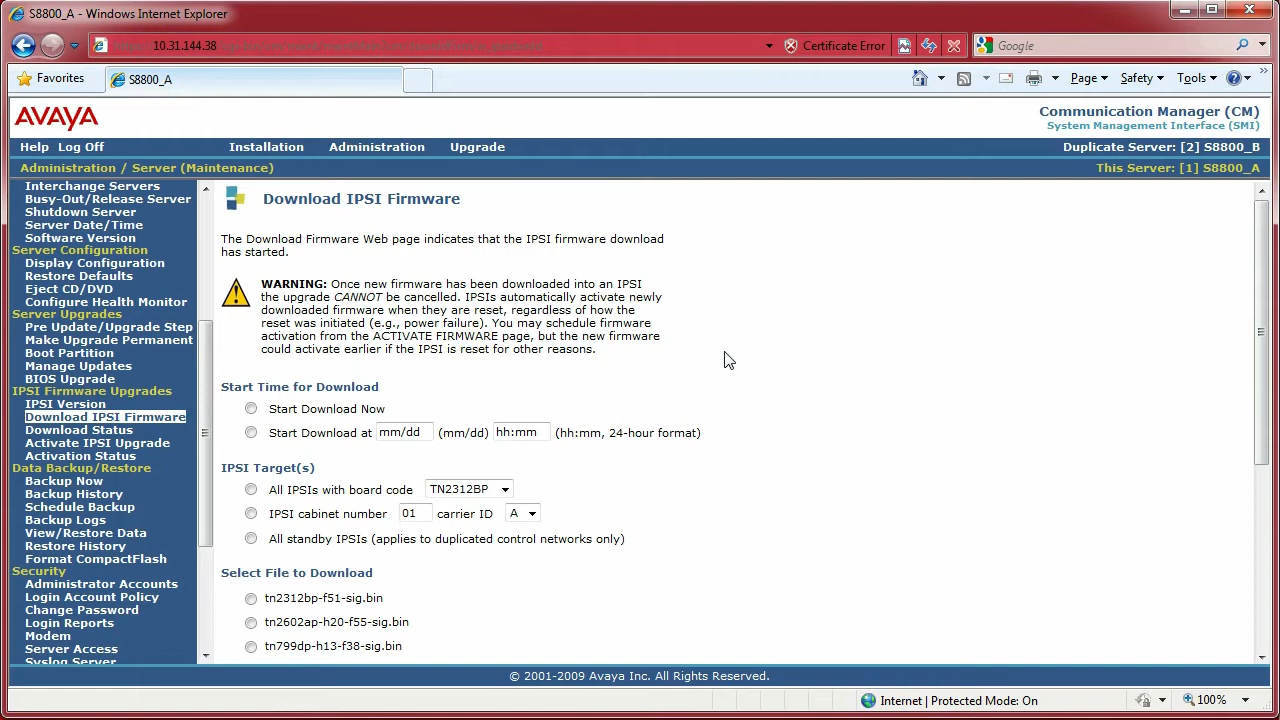 S8800_A - Windows Internet Explorer
10.31.144.38
Certificate Error
Google
Favorites
S8800_A
Page
Safety
Tools
AVAYA
Communication Manager (CM)
System Management Interface (SMI)
Help Log Off
Installation
Administration
Upgrade
Duplicate Server: [2] S8800_B
Administration / Server (Maintenance)
This Server: [1] S8800_A
Interchange Servers
Busy-Out/Release Server
Shutdown Server
Server Date/Time
Software Version
Server Configuration
Display Configuration
Restore Defaults
Eject CD/DVD
Configure Health Monitor
Server Upgrades
Pre Update/Upgrade Step
Make Upgrade Permanent
Boot Partition
Manage Updates
BIOS Upgrade
IPSI Firmware Upgrades
IPSI Version
Download IPSI Firmware
Download Status
Activate IPSI Upgrade
Activation Status
Data Backup/Restore
Backup Now
Backup History
Schedule Backup
Backup Logs
View/Restore Data
Restore History
Format CompactFlash
Security
Administrator Accounts
Login Account Policy
Change Password
Login Reports
Modem
Server Access
Syslog Server
Download IPSI Firmware
The Download Firmware Web page indicates that the IPSI firmware download
has started.
WARNING: Once new firmware has been downloaded into an IPSI
the upgrade CANNOT be cancelled. IPSIs automatically activate newly
downloaded firmware when they are reset, regardless of how the
reset was initiated (e.g., power failure). You may schedule firmware
activation from the ACTIVATE FIRMWARE page, but the new firmware
could activate earlier if the IPSI is reset for other reasons.
Start Time for Download
Start Download Now
Start Download at mm/dd (mm/dd) hh:mm (hh:mm, 24-hour format)
IPSI Target(s)
All IPSIs with board code TN2312BP
IPSI cabinet number 01 carrier ID A
All standby IPSIs (applies to duplicated control networks only)
Select File to Download
tn2312bp-f51-sig.bin
tn2602ap-h20-f55-sig.bin
tn799dp-h13-f38-sig.bin
© 2001-2009 Avaya Inc. All Rights Reserved.
Internet | Protected Mode: On
100%